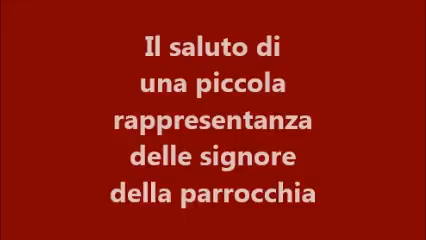 Il saluto di
una piccola
rappresentanza
delle signore
della parrocchia